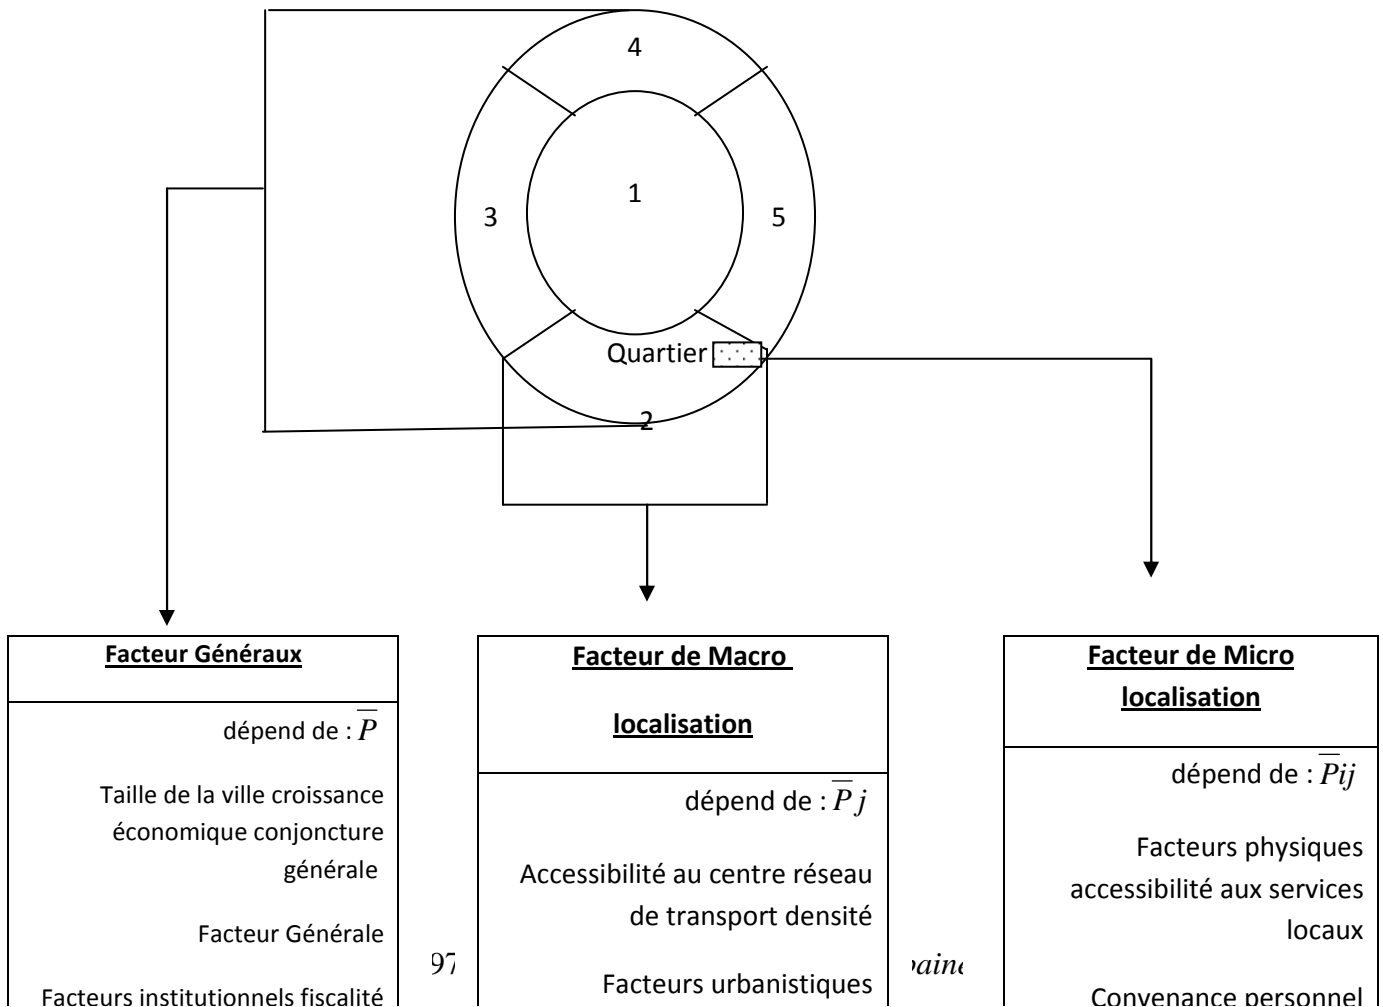 4
1
3
5
Quartier
2
Facteur Généraux
dépend de : P̅
Taille de la ville croissance
économique conjoncture
générale
Facteur Générale
Facteurs institutionnels fiscalité
Facteur de Macro
localisation
dépend de : P̅ j
Accessibilité au centre réseau
de transport densité
Facteurs urbanistiques
Facteur de Micro
localisation
dépend de : P̅ij
Facteurs physiques
accessibilité aux services
locaux
Convenance personnel
97